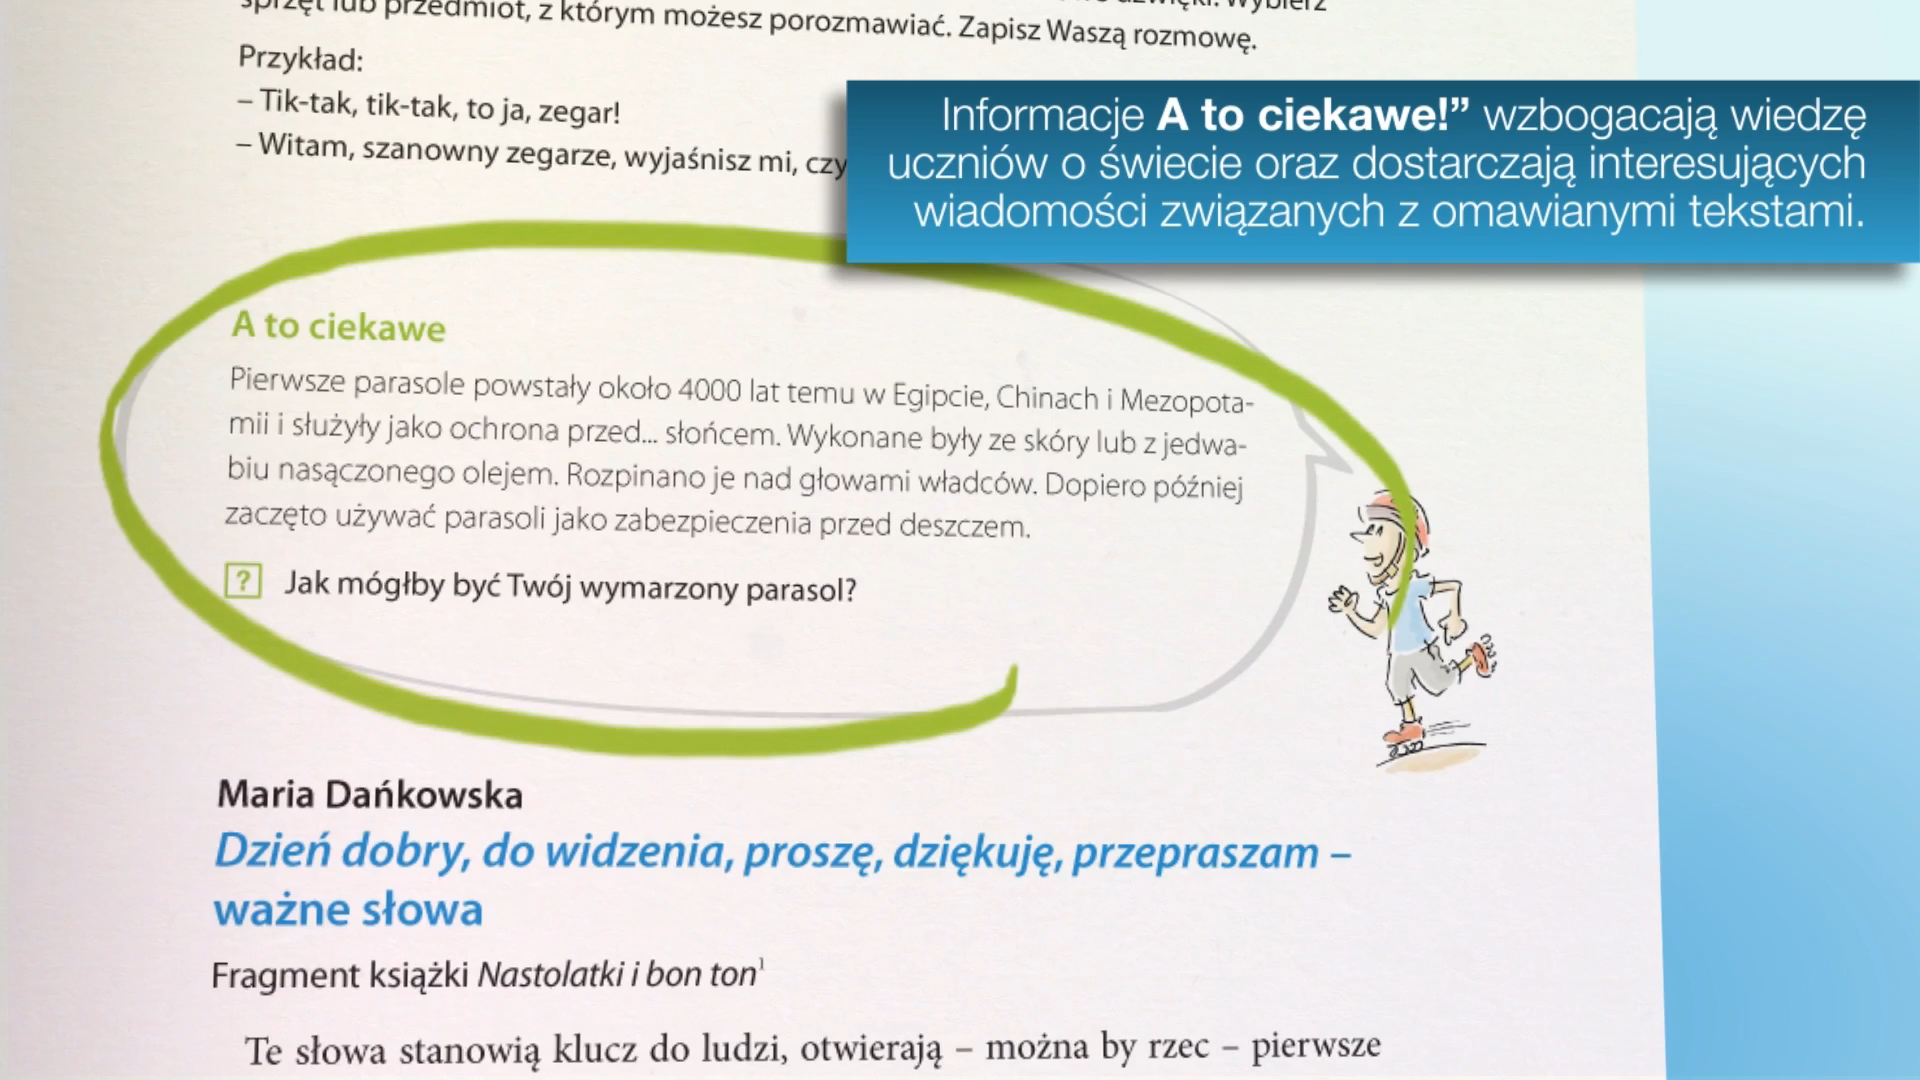 sprzęt lub przedmiot, z którym możesz porozmawiać. Zapisz Waszą rozmowę.
Przykład:
– Tik-tak, tik-tak, to ja, zegar!
– Witam, szanowny zegarze, wyjaśnisz mi, czy
Informacje A to ciekawe!” wzbogacają wiedzę
uczniów o świecie oraz dostarczają interesujących
wiadomości związanych z omawianymi tekstami.
A to ciekawe
Pierwsze parasole powstały około 4000 lat temu w Egipcie, Chinach i Mezopota-
mii i służyły jako ochrona przed... słońcem. Wykonane były ze skóry lub z jedwa-
biu nasączonego olejem. Rozpinano je nad głowami władców. Dopiero później
zaczęto używać parasoli jako zabezpieczenia przed deszczem.
? Jak mógłby być Twój wymarzony parasol?
Maria Dańkowska
Dzień dobry, do widzenia, proszę, dziękuję, przepraszam –
ważne słowa
Fragment książki Nastolatki i bon ton¹
Te słowa stanowią klucz do ludzi, otwierają – można by rzec – pierwsze